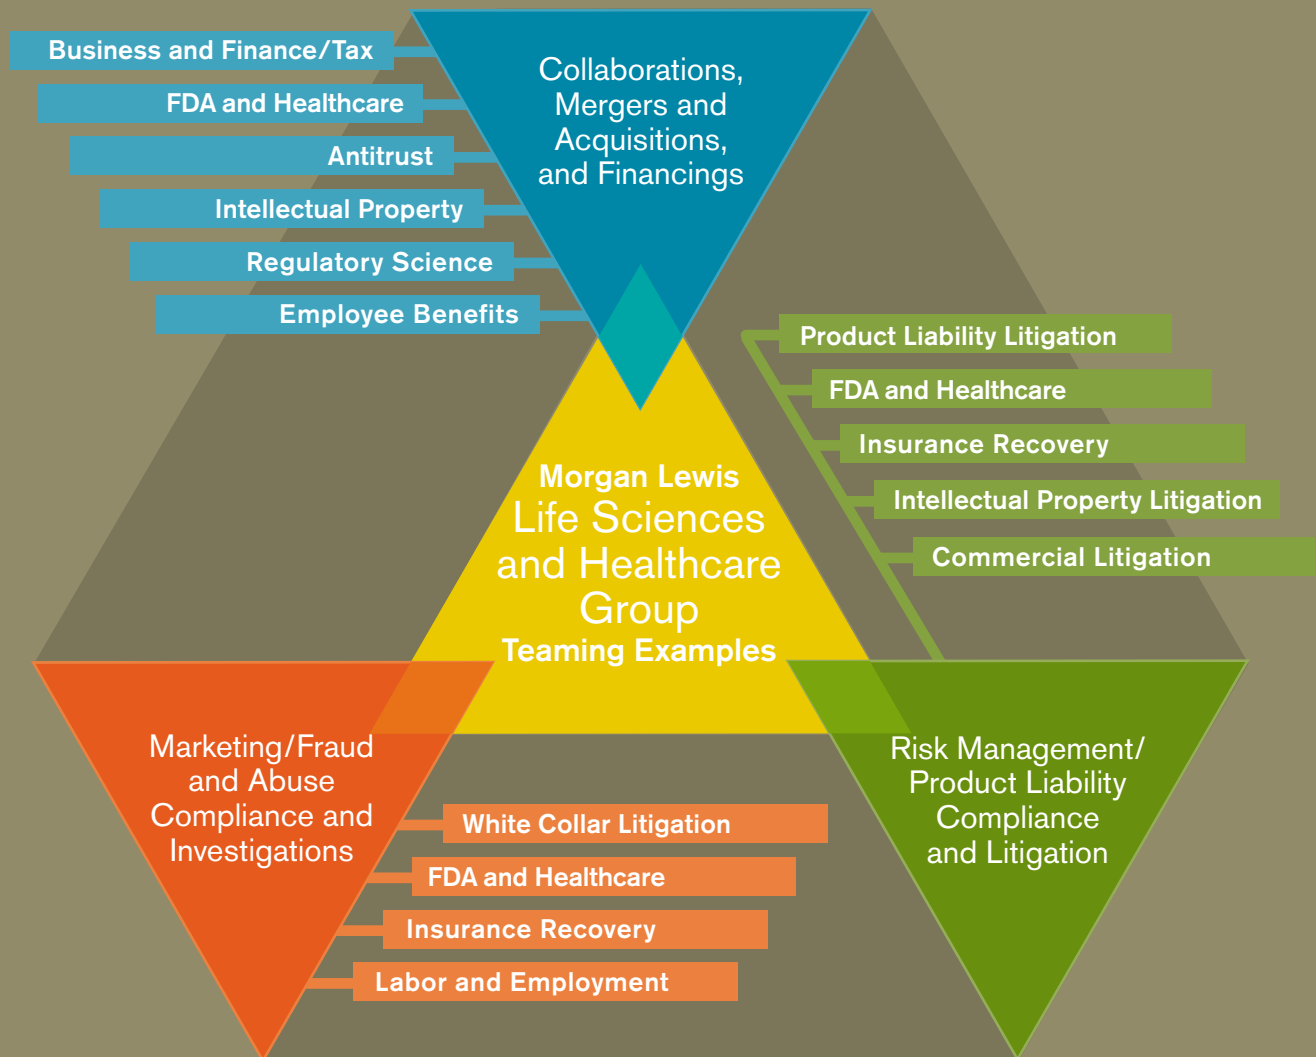 Business and Finance/Tax
FDA and Healthcare
Antitrust
Intellectual Property
Regulatory Science
Employee Benefits
Collaborations,
Mergers and
Acquisitions,
and Financings
Product Liability Litigation
FDA and Healthcare
Insurance Recovery
Intellectual Property Litigation
Commercial Litigation
Morgan Lewis
Life Sciences
and Healthcare
Group
Teaming Examples
Marketing/Fraud
and Abuse
Compliance and
Investigations
White Collar Litigation
FDA and Healthcare
Insurance Recovery
Labor and Employment
Risk Management/
Product Liability
Compliance
and Litigation